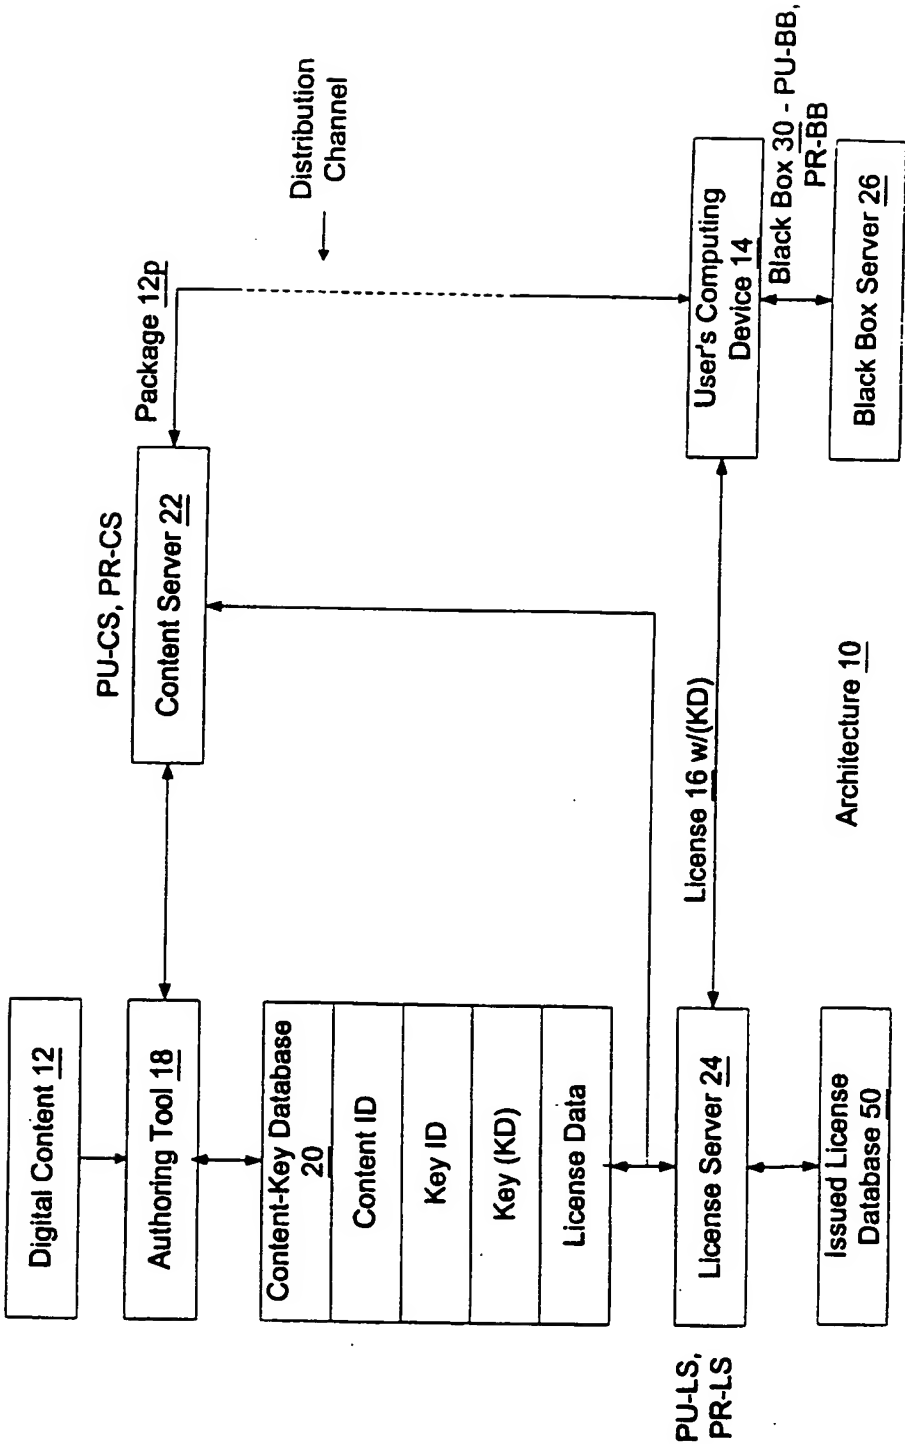 Digital Content 12
Authoring Tool 18
Content-Key Database
20
Content ID
Key ID
Key (KD)
License Data
PU-LS,
PR-LS
License Server 24
Issued License
Database 50
PU-CS, PR-CS
Content Server 22
Package 12p
Distribution
Channel
License 16 w/(KD)
User's Computing
Device 14
Black Box 30 - PU-BB,
PR-BB
Black Box Server 26
Architecture 10